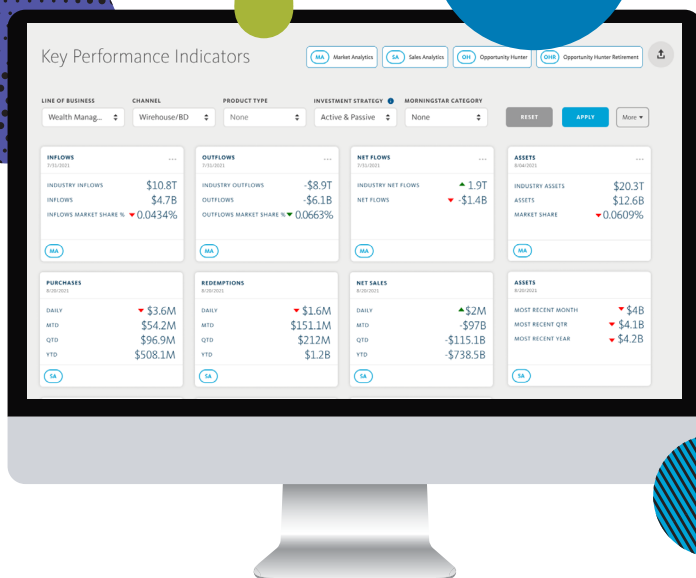 Key Performance Indicators
MA Market Analytics
SA Sales Analytics
OH Opportunity Hunter
OHR Opportunity Hunter Retirement
LINE OF BUSINESS CHANNEL PRODUCT TYPE INVESTMENT STRATEGY MORNINGSTAR CATEGORY
Wealth Manag... Wirehouse/BD None Active & Passive None RESET APPLY More ▾
INFLOWS ...
7/31/2021
INDUSTRY INFLOWS $10.8T
INFLOWS $4.7B
INFLOWS MARKET SHARE % ▼ 0.0434%
MA
OUTFLOWS ...
7/31/2021
INDUSTRY OUTFLOWS -$8.9T
OUTFLOWS -$6.1B
OUTFLOWS MARKET SHARE % ▼ 0.0663%
MA
NET FLOWS ...
7/31/2021
INDUSTRY NET FLOWS ▲ 1.9T
NET FLOWS ▼ -$1.4B
MA
ASSETS ...
8/04/2021
INDUSTRY ASSETS $20.3T
ASSETS $12.6B
MARKET SHARE ▼ 0.0609%
MA
PURCHASES
8/20/2021
DAILY ▼ $3.6M
MTD $54.2M
QTD $96.9M
YTD $508.1M
SA
REDEMPTIONS
8/20/2021
DAILY ▼ $1.6M
MTD $151.1M
QTD $212M
YTD $1.2B
SA
NET SALES
8/20/2021
DAILY ▲ $2M
MTD -$97B
QTD -$115.1B
YTD -$738.5B
SA
ASSETS
8/20/2021
MOST RECENT MONTH ▼ $4B
MOST RECENT QTR ▼ $4.1B
MOST RECENT YEAR ▼ $4.2B
SA